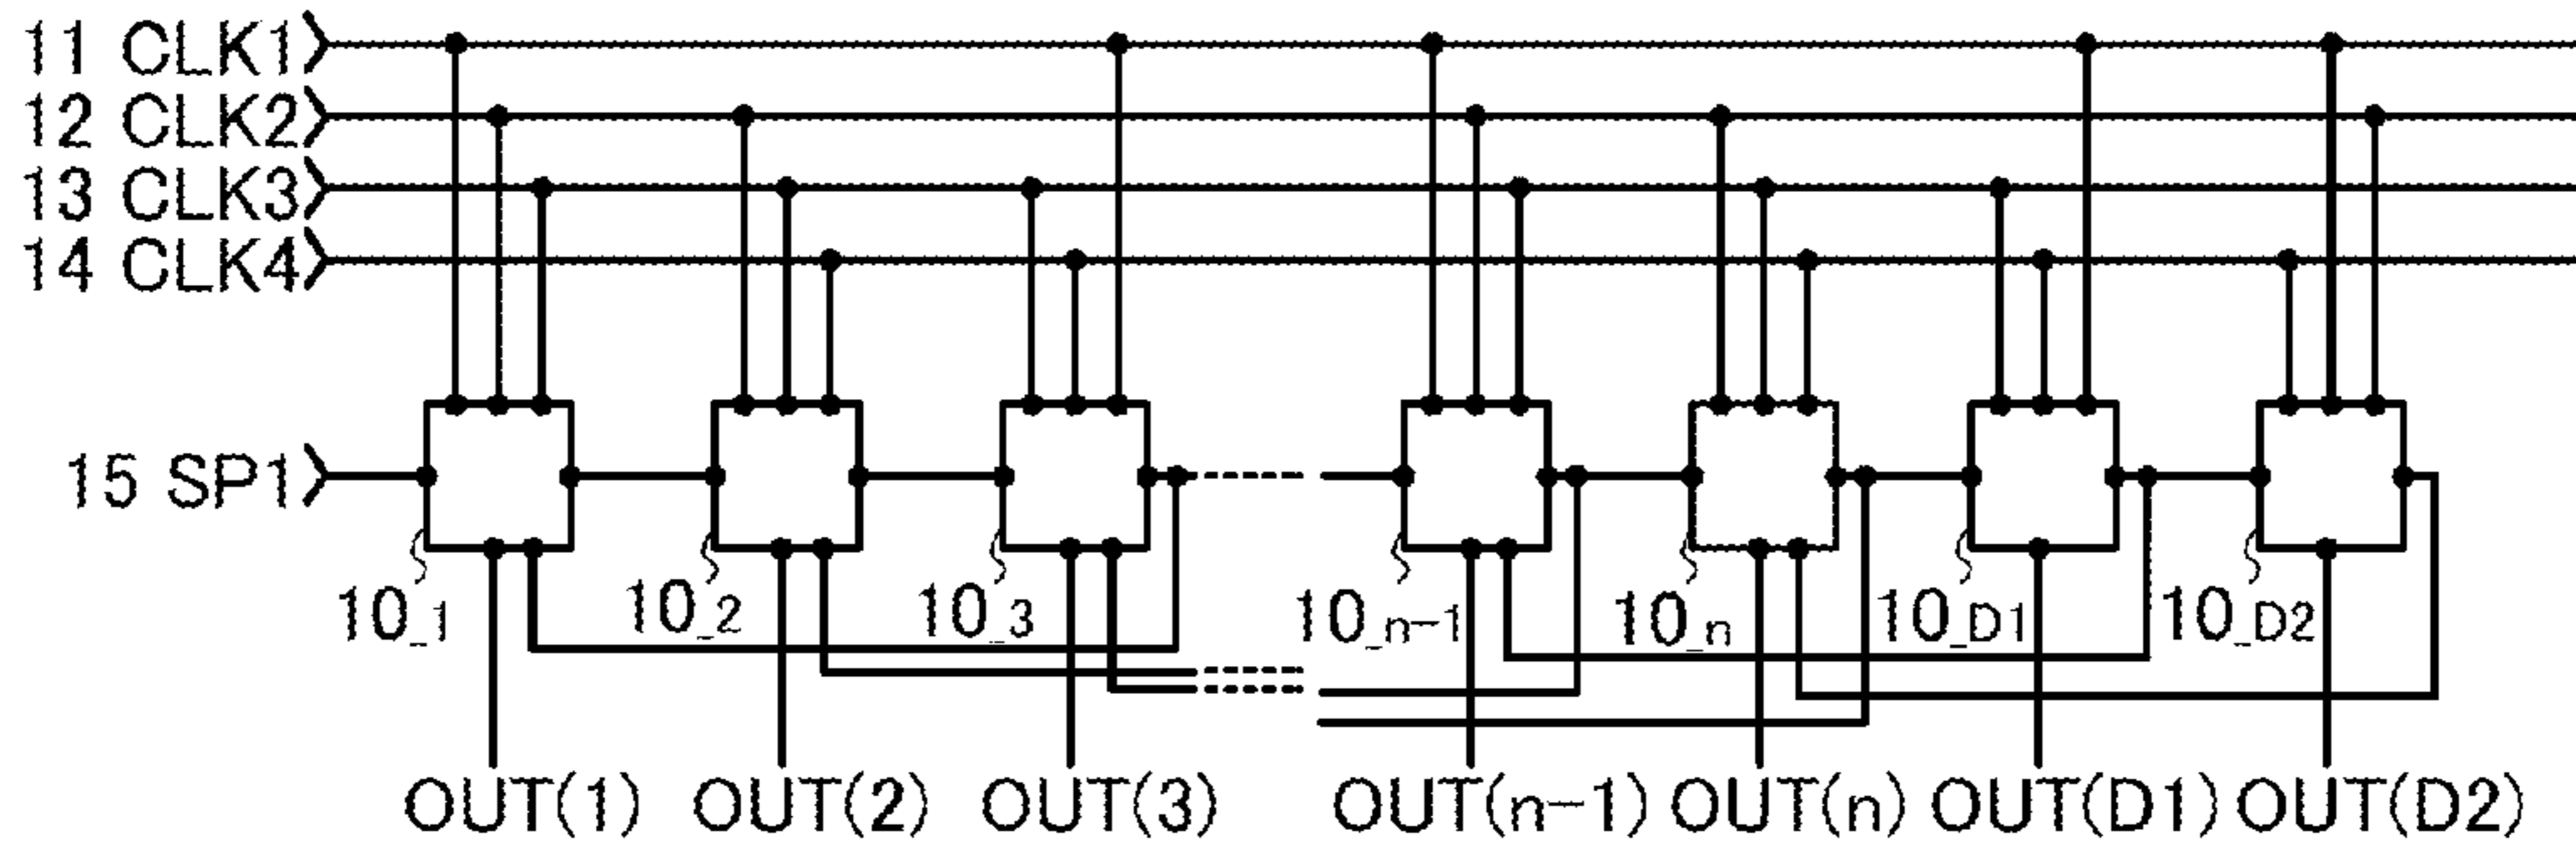 11 CLK1
12 CLK2
13 CLK3
14 CLK4
15 SP1
10_1
10_2
10_3
10_n-1
10_n
10_D1
10_D2
OUT(1) OUT(2) OUT(3) OUT(n-1) OUT(n) OUT(D1) OUT(D2)